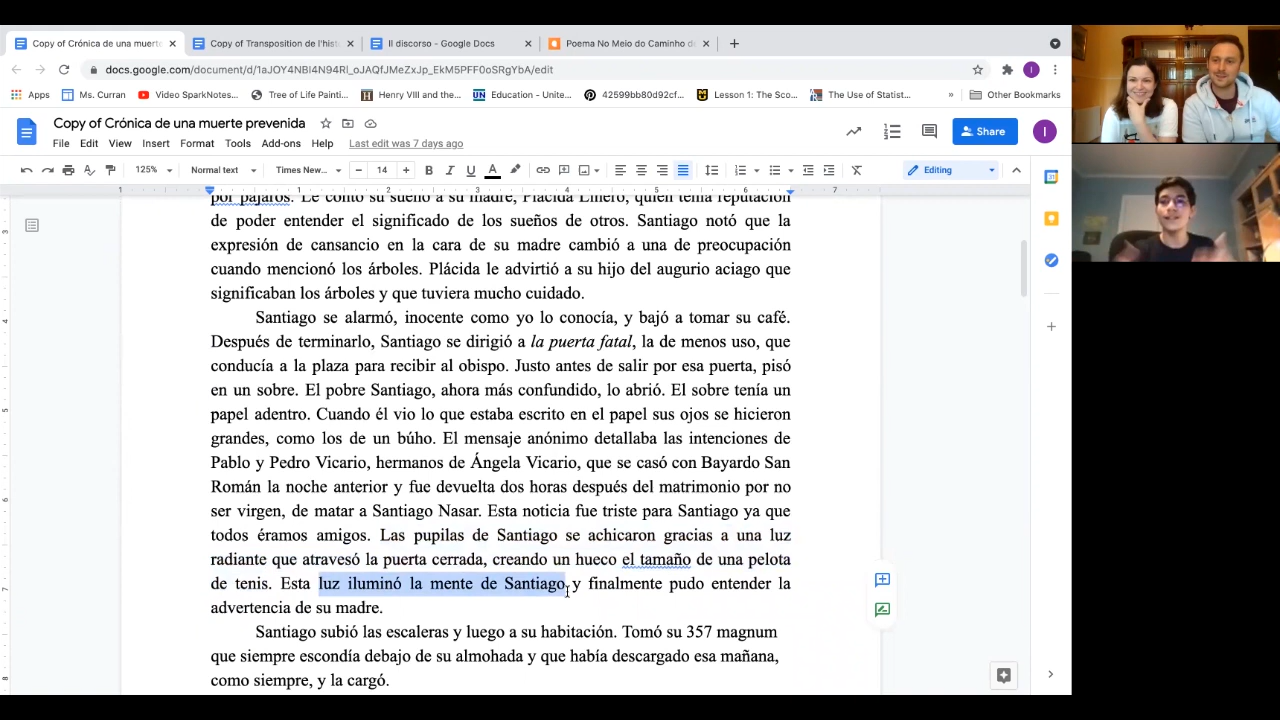 Copy of Crónica de una muerte
Copy of Transposition de l'hist
Il discorso - Google Docs
Poema No Meio do Caminho d
docs.google.com/document/d/1aJOY4NBl4N94Rl_oJAQfJMeZxJp_EkM5PFF0oSRgYbA/edit
Apps
Ms. Curran
Video SparkNotes...
Tree of Life Painti...
Henry VIII and the...
UN
Education - Unite...
42599bb80d92cf...
Lesson 1: The Sco...
The Use of Statist...
»
Other Bookmarks
Copy of Crónica de una muerte prevenida
File Edit View Insert Format Tools Add-ons Help Last edit was 7 days ago
Share
I
125% Normal text Times New... 14 B I U A Editing
1 1 2 3 4 5 6 7
por pájaros. Le contó su sueño a su madre, Plácida Linero, quien tenía reputación
de poder entender el significado de los sueños de otros. Santiago notó que la
expresión de cansancio en la cara de su madre cambió a una de preocupación
cuando mencionó los árboles. Plácida le advirtió a su hijo del augurio aciago que
significaban los árboles y que tuviera mucho cuidado.
Santiago se alarmó, inocente como yo lo conocía, y bajó a tomar su café.
Después de terminarlo, Santiago se dirigió a la puerta fatal, la de menos uso, que
conducía a la plaza para recibir al obispo. Justo antes de salir por esa puerta, pisó
en un sobre. El pobre Santiago, ahora más confundido, lo abrió. El sobre tenía un
papel adentro. Cuando él vio lo que estaba escrito en el papel sus ojos se hicieron
grandes, como los de un búho. El mensaje anónimo detallaba las intenciones de
Pablo y Pedro Vicario, hermanos de Ángela Vicario, que se casó con Bayardo San
Román la noche anterior y fue devuelta dos horas después del matrimonio por no
ser virgen, de matar a Santiago Nasar. Esta noticia fue triste para Santiago ya que
todos éramos amigos. Las pupilas de Santiago se achicaron gracias a una luz
radiante que atravesó la puerta cerrada, creando un hueco el tamaño de una pelota
de tenis. Esta luz iluminó la mente de Santiago y finalmente pudo entender la
advertencia de su madre.
Santiago subió las escaleras y luego a su habitación. Tomó su 357 magnum
que siempre escondía debajo de su almohada y que había descargado esa mañana,
como siempre, y la cargó.